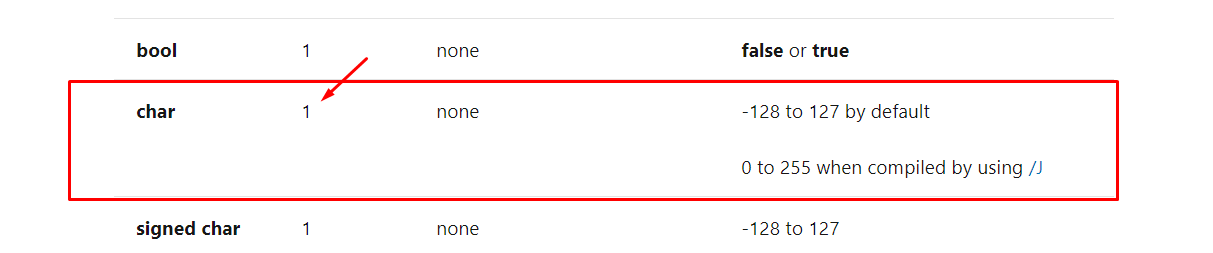 bool 1 none false or true
char 1 none -128 to 127 by default
0 to 255 when compiled by using /J
signed char 1 none -128 to 127